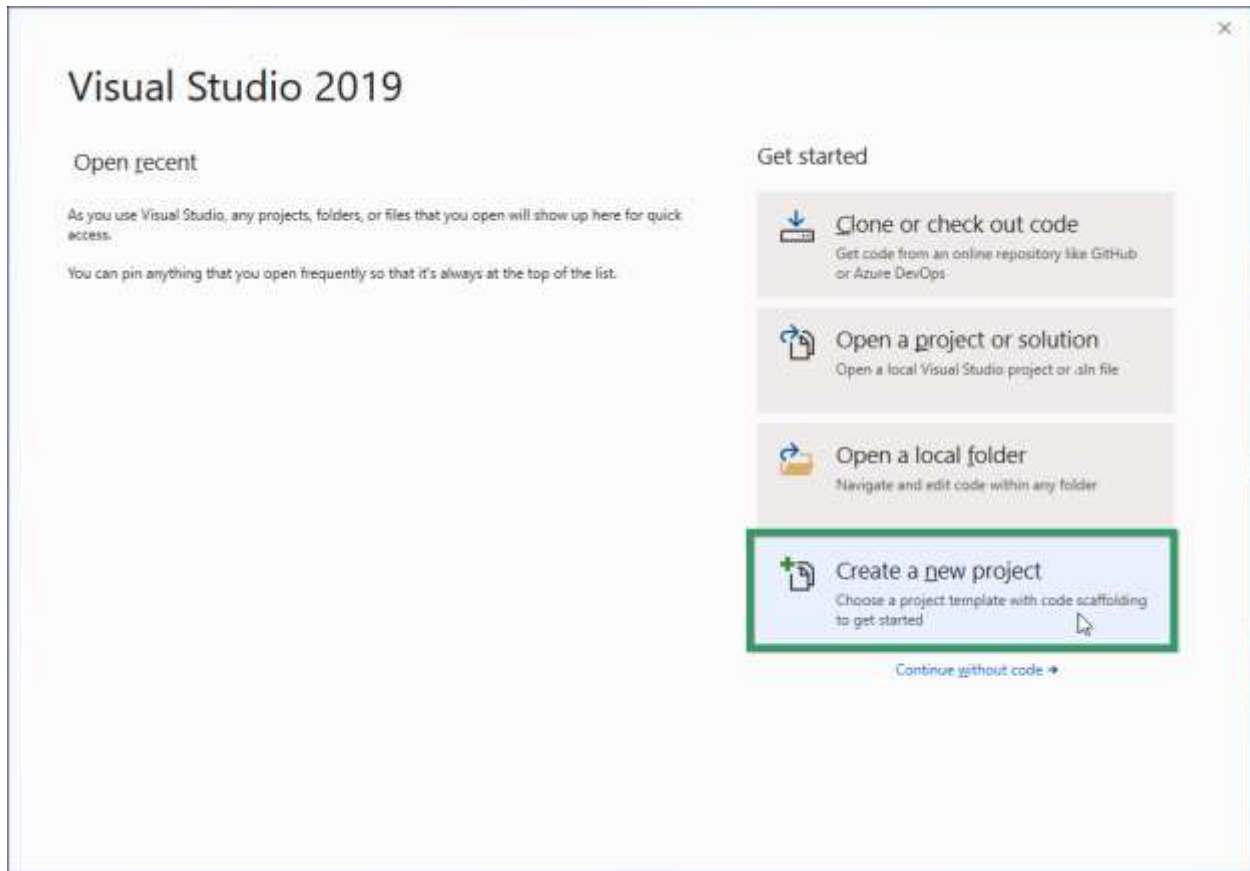 Visual Studio 2019
Open recent
As you use Visual Studio, any projects, folders, or files that you open will show up here for quick
access.
You can pin anything that you open frequently so that it's always at the top of the list.
Get started
Clone or check out code
Get code from an online repository like GitHub
or Azure DevOps
Open a project or solution
Open a local Visual Studio project or .sln file
Open a local folder
Navigate and edit code within any folder
Create a new project
Choose a project template with code scaffolding
to get started
Continue without code →